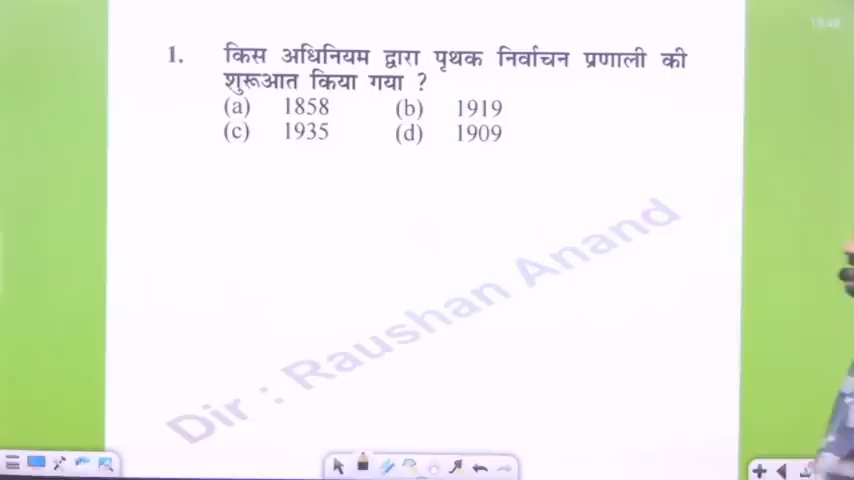 1. किस अधिनियम द्वारा पृथक निर्वाचन प्रणाली की
शुरूआत किया गया ?
(a) 1858 (b) 1919
(c) 1935 (d) 1909
Dir : Raushan Anand